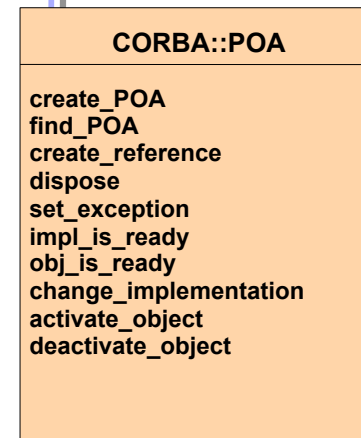 CORBA::POA
create_POA
find_POA
create_reference
dispose
set_exception
impl_is_ready
obj_is_ready
change_implementation
activate_object
deactivate_object